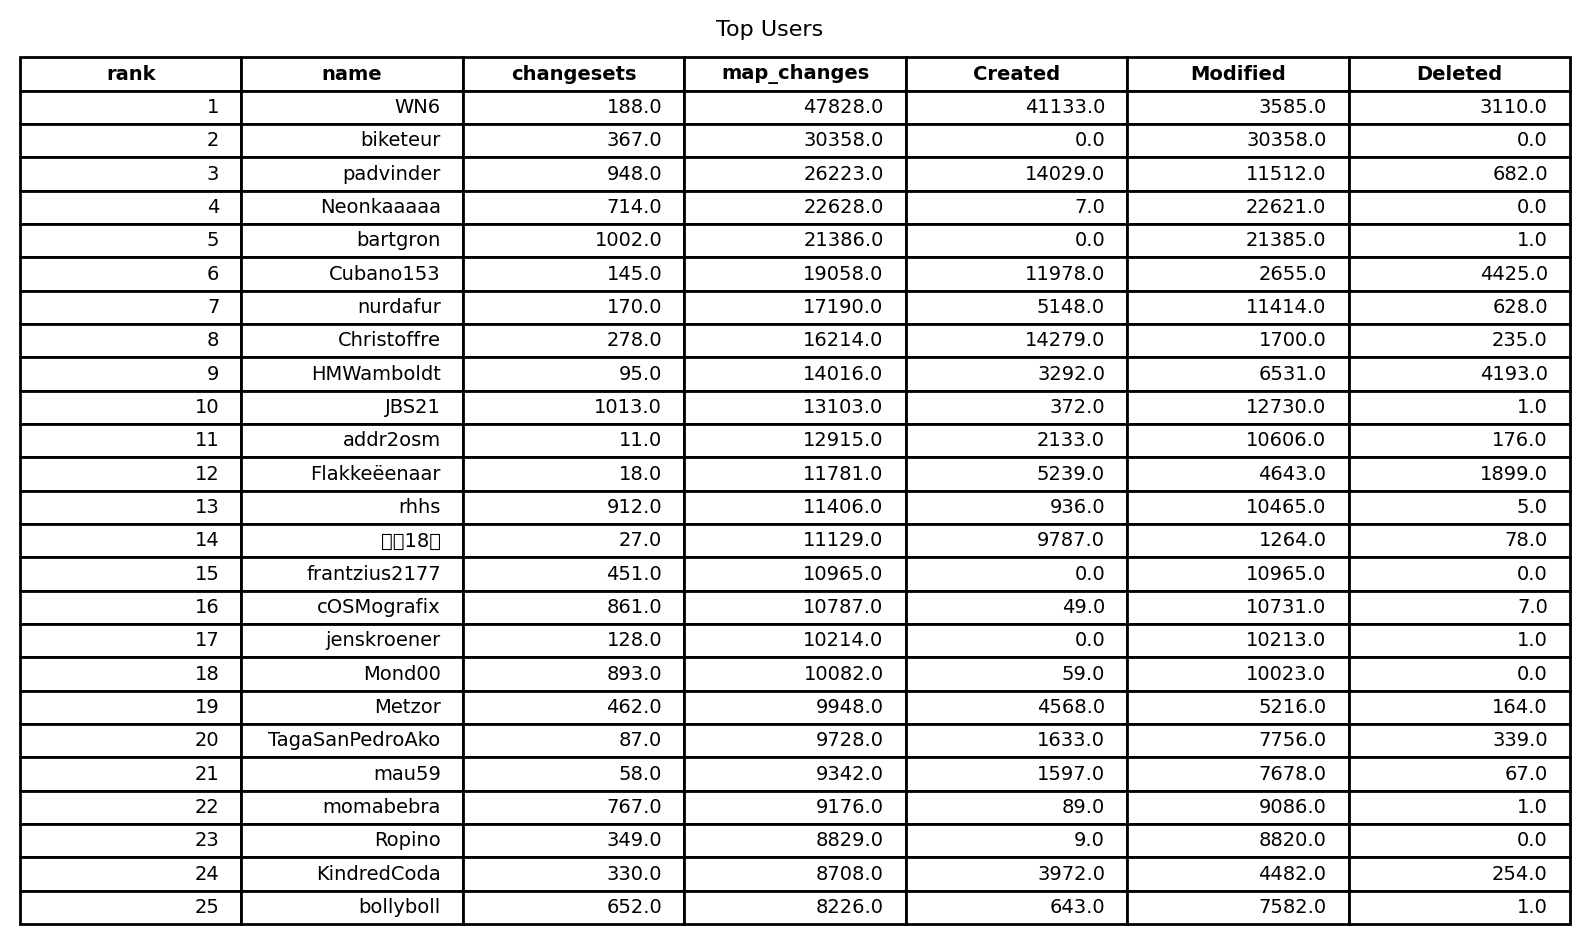 Top Users
rank name changesets map_changes Created Modified Deleted
1 WN6 188.0 47828.0 41133.0 3585.0 3110.0
2 biketeur 367.0 30358.0 0.0 30358.0 0.0
3 padvinder 948.0 26223.0 14029.0 11512.0 682.0
4 Neonkaaaaa 714.0 22628.0 7.0 22621.0 0.0
5 bartgron 1002.0 21386.0 0.0 21385.0 1.0
6 Cubano153 145.0 19058.0 11978.0 2655.0 4425.0
7 nurdafur 170.0 17190.0 5148.0 11414.0 628.0
8 Christoffre 278.0 16214.0 14279.0 1700.0 235.0
9 HMWamboldt 95.0 14016.0 3292.0 6531.0 4193.0
10 JBS21 1013.0 13103.0 372.0 12730.0 1.0
11 addr2osm 11.0 12915.0 2133.0 10606.0 176.0
12 Flakkeëenaar 18.0 11781.0 5239.0 4643.0 1899.0
13 rhhs 912.0 11406.0 936.0 10465.0 5.0
14 18 27.0 11129.0 9787.0 1264.0 78.0
15 frantzius2177 451.0 10965.0 0.0 10965.0 0.0
16 cOSMografix 861.0 10787.0 49.0 10731.0 7.0
17 jenskroener 128.0 10214.0 0.0 10213.0 1.0
18 Mond00 893.0 10082.0 59.0 10023.0 0.0
19 Metzor 462.0 9948.0 4568.0 5216.0 164.0
20 TagaSanPedroAko 87.0 9728.0 1633.0 7756.0 339.0
21 mau59 58.0 9342.0 1597.0 7678.0 67.0
22 momabebra 767.0 9176.0 89.0 9086.0 1.0
23 Ropino 349.0 8829.0 9.0 8820.0 0.0
24 KindredCoda 330.0 8708.0 3972.0 4482.0 254.0
25 bollyboll 652.0 8226.0 643.0 7582.0 1.0